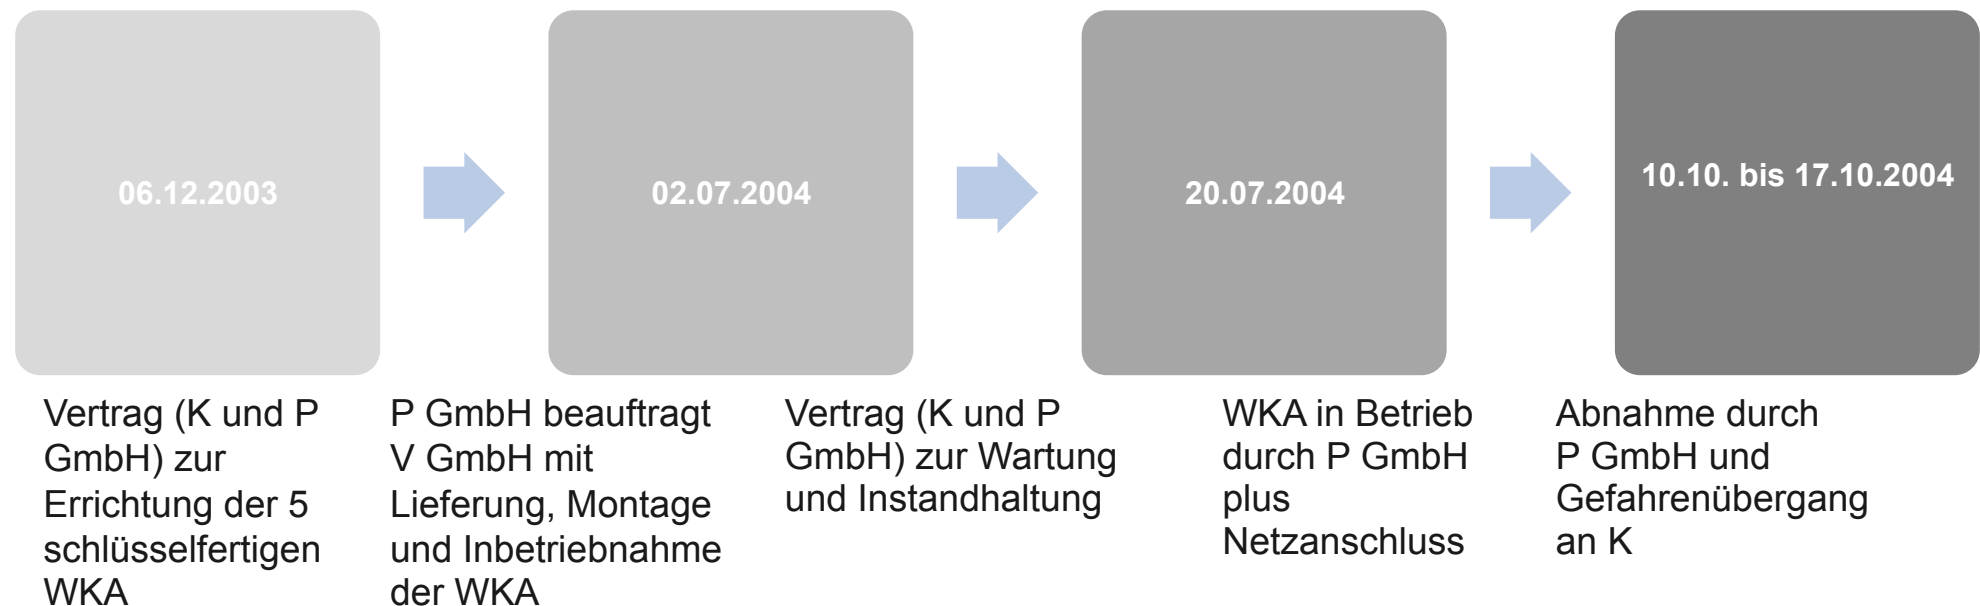 06.12.2003
02.07.2004
20.07.2004
10.10. bis 17.10.2004
Vertrag (K und P
GmbH) zur
Errichtung der 5
schlüsselfertigen
WKA
P GmbH beauftragt
V GmbH mit
Lieferung, Montage
und Inbetriebnahme
der WKA
Vertrag (K und P
GmbH) zur Wartung
und Instandhaltung
WKA in Betrieb
durch P GmbH
plus
Netzanschluss
Abnahme durch
P GmbH und
Gefahrenübergang
an K